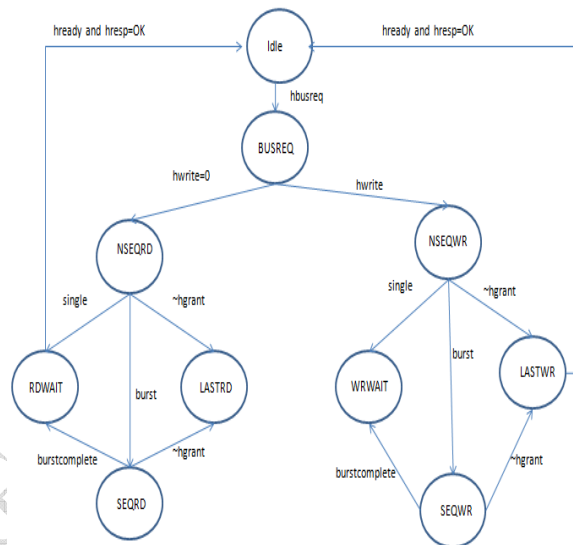 hready and hresp=OK
Idle
hready and hresp=OK
hbusreq
BUSREQ
hwrite=0
hwrite
NSEQRD
NSEQWR
single
~hgrant
single
~hgrant
burst
RDWAIT
LASTRD
burst
WRWAIT
LASTWR
burstcomplete
~hgrant
burstcomplete
~hgrant
SEQRD
SEQWR